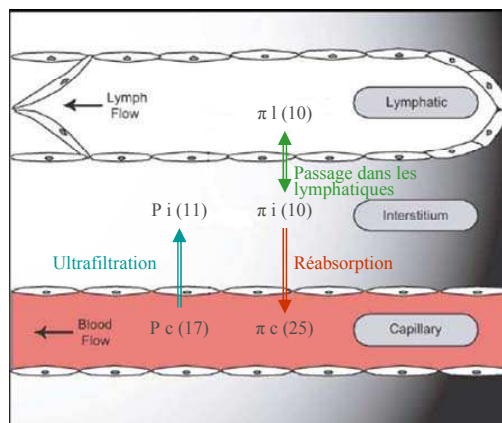 Lymph
Flow
π l (10)
Lymphatic
Passage dans les
lymphatiques
P i (11)
π i (10)
Interstitium
Ultrafiltration
Réabsorption
Blood
Flow
P c (17)
π c (25)
Capillary